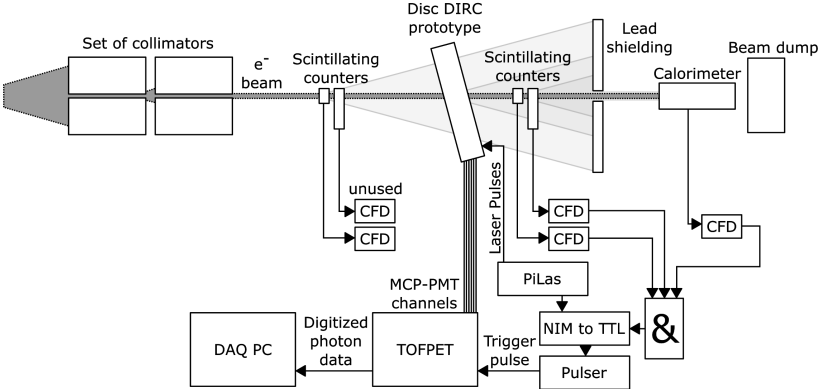 Set of collimators
e-
beam
Scintillating
counters
Disc DIRC
prototype
Scintillating
counters
Lead
shielding
Calorimeter
Beam dump
unused
CFD
CFD
Laser Pulses
CFD
CFD
CFD
PiLas
MCP-PMT
channels
NIM to TTL
&
DAQ PC
Digitized
photon
data
TOFPET
Trigger
pulse
Pulser